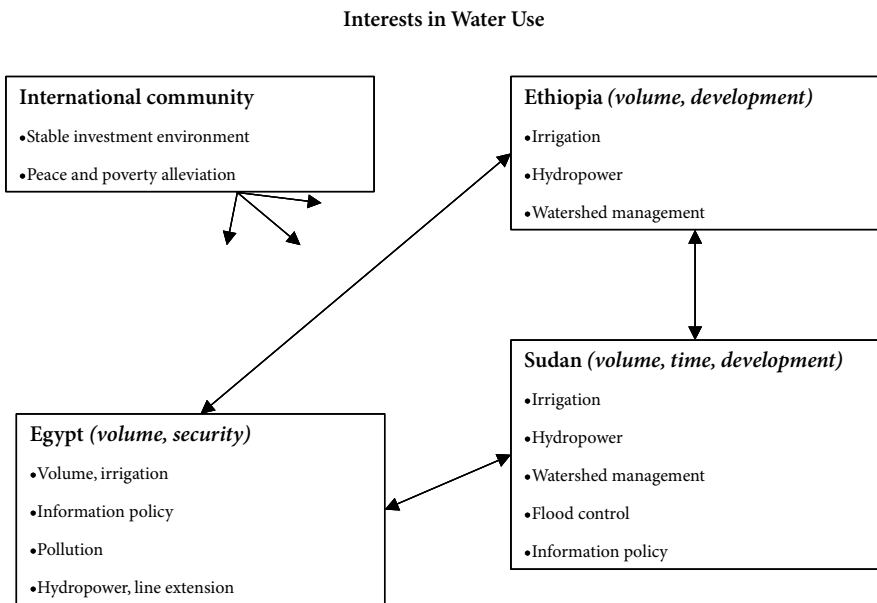 Interests in Water Use
International community
•Stable investment environment
•Peace and poverty alleviation
Ethiopia (volume, development)
•Irrigation
•Hydropower
•Watershed management
Sudan (volume, time, development)
•Irrigation
•Hydropower
•Watershed management
•Flood control
•Information policy
Egypt (volume, security)
•Volume, irrigation
•Information policy
•Pollution
•Hydropower, line extension